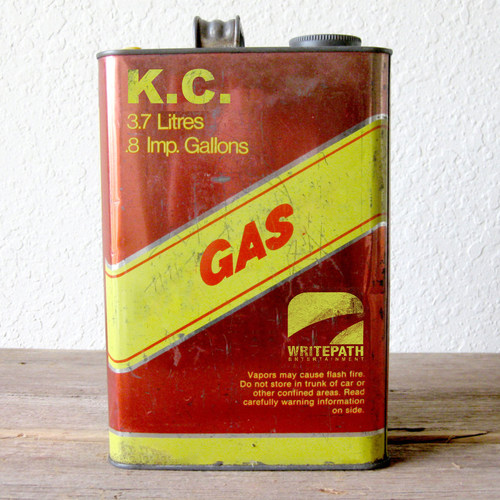 K.C.
3.7 Litres
.8 Imp. Gallons
GAS
WRITEPATH
ENTERTAINMENT
Vapors may cause flash fire.
Do not store in trunk of car or
other confined areas. Read
carefully warning information
on side.